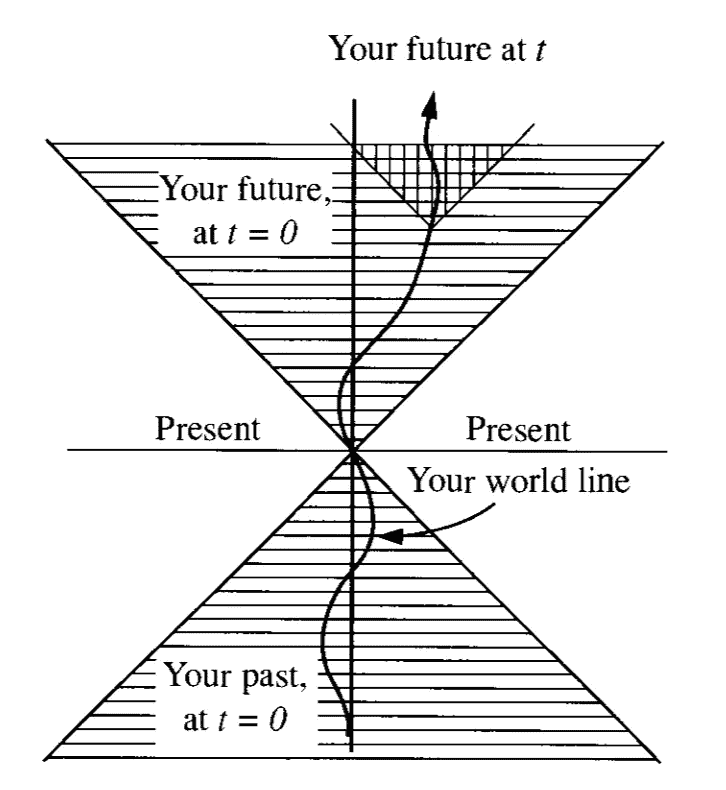 Your future at t
Your future,
at t = 0
Present
Present
Your world line
Your past,
at t = 0